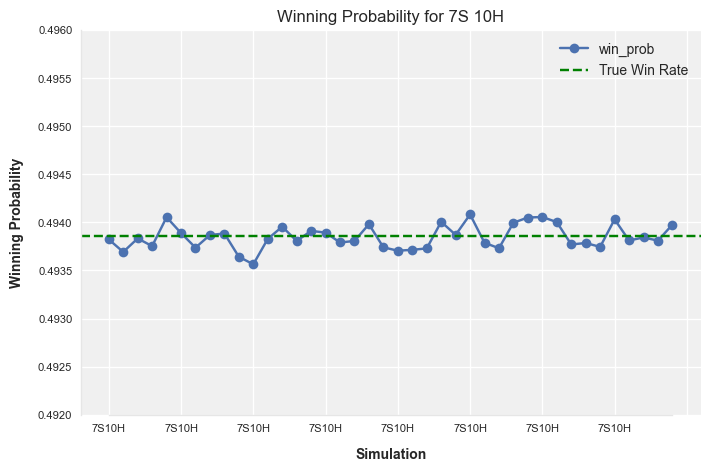 Winning Probability for 7S 10H
0.4960
0.4955
0.4950
0.4945
0.4940
0.4935
0.4930
0.4925
0.4920
Winning Probability
win_prob
True Win Rate
7S10H 7S10H 7S10H 7S10H 7S10H 7S10H 7S10H 7S10H
Simulation